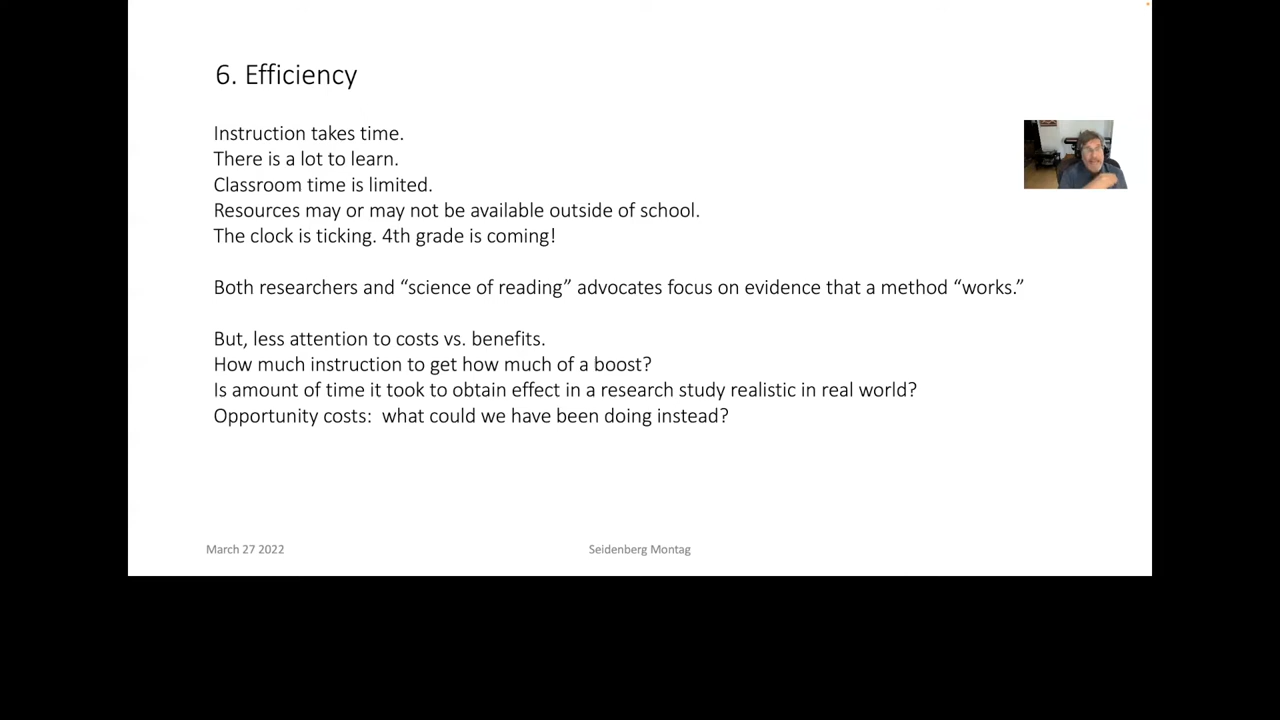 6. Efficiency
Instruction takes time.
There is a lot to learn.
Classroom time is limited.
Resources may or may not be available outside of school.
The clock is ticking. 4th grade is coming!
Both researchers and “science of reading” advocates focus on evidence that a method “works.”
But, less attention to costs vs. benefits.
How much instruction to get how much of a boost?
Is amount of time it took to obtain effect in a research study realistic in real world?
Opportunity costs:  what could we have been doing instead?
March 27 2022
Seidenberg Montag